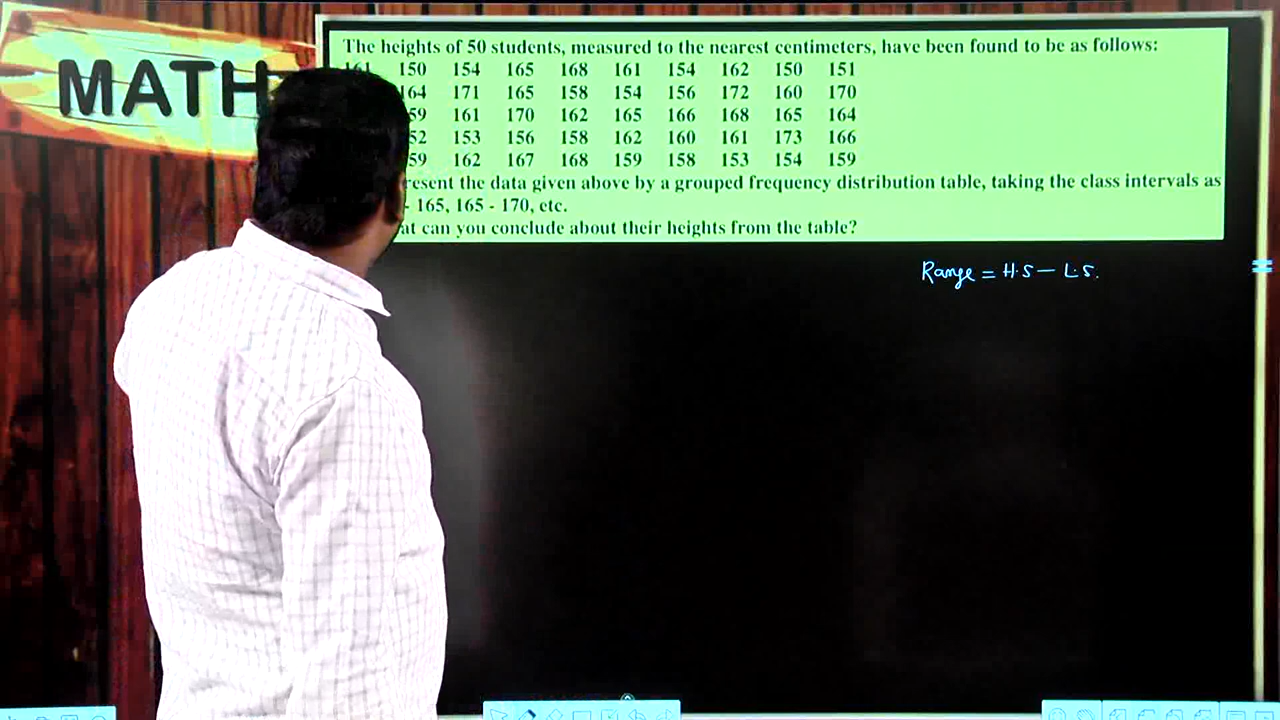 MATH
The heights of 50 students, measured to the nearest centimeters, have been found to be as follows:
161 150 154 165 168 161 154 162 150 151
164 171 165 158 154 156 172 160 170
161 170 162 165 166 168 165 164
153 156 158 162 160 161 173 166
162 167 168 159 158 153 154 159
the data given above by a grouped frequency distribution table, taking the class intervals as
- 165, 165 - 170, etc.
can you conclude about their heights from the table?
Range = H.S - L.S.